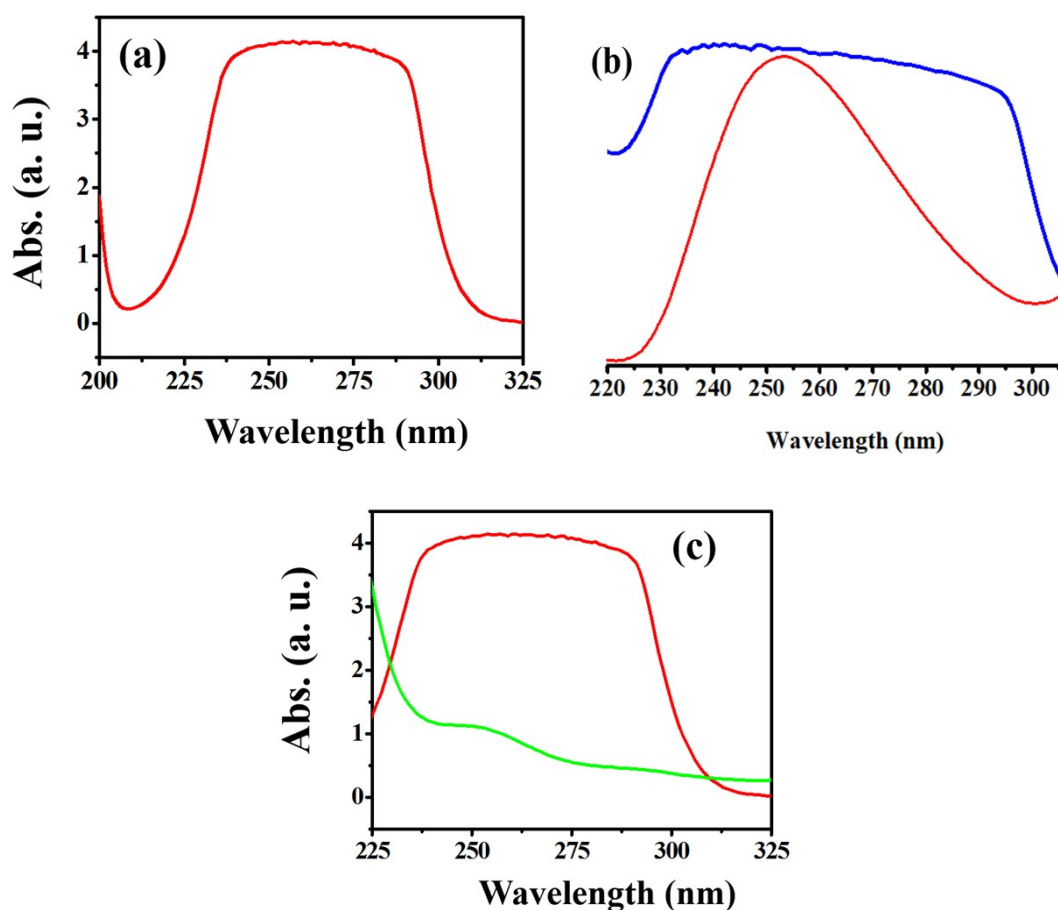 (a)
Abs. (a. u.)
4
3
2
1
0
200 225 250 275 300 325
Wavelength (nm)
(b)
220 230 240 250 260 270 280 290 300
Wavelength (nm)
(c)
Abs. (a. u.)
4
3
2
1
0
225 250 275 300 325
Wavelength (nm)